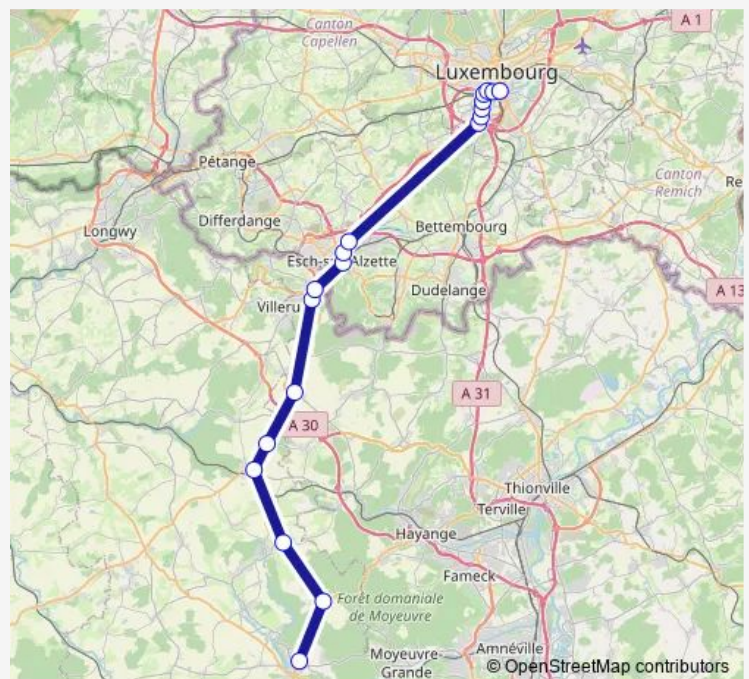 Canton
Capellen
A 1
Luxembourg
Pétange
Canton
Remich
Re
Differdange
Longwy
Bettembourg
Esch-s
Alzette
A 13
Dudelange
Villeru
A 31
A 30
Thionville
Terville
Hayange
Fameck
Forêt domaniale
de Moyeuvre
Amnéville
Moyeuvre-
Grande
© OpenStreetMap contributors